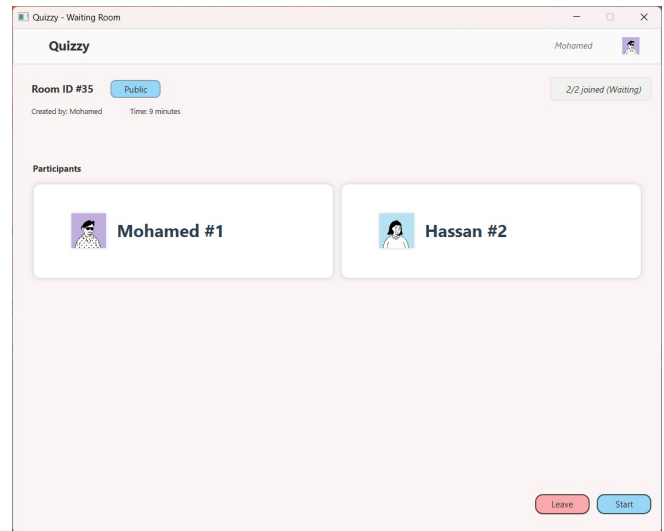 Quizzy - Waiting Room
Quizzy
Mohamed
Room ID #35
Public
2/2 joined (Waiting)
Created by: Mohamed
Time: 9 minutes
Participants
Mohamed #1
Hassan #2
Leave
Start